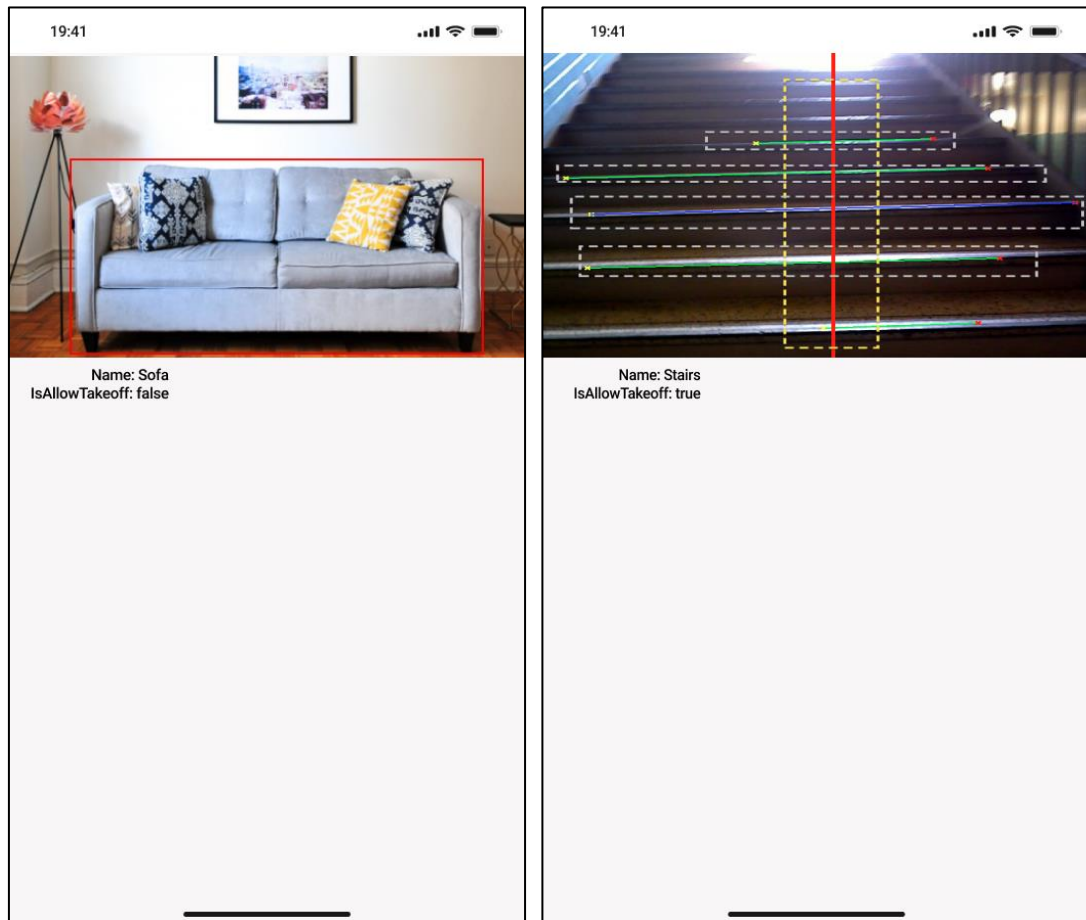 19:41
Name: Sofa
IsAllowTakeoff: false
19:41
Name: Stairs
IsAllowTakeoff: true